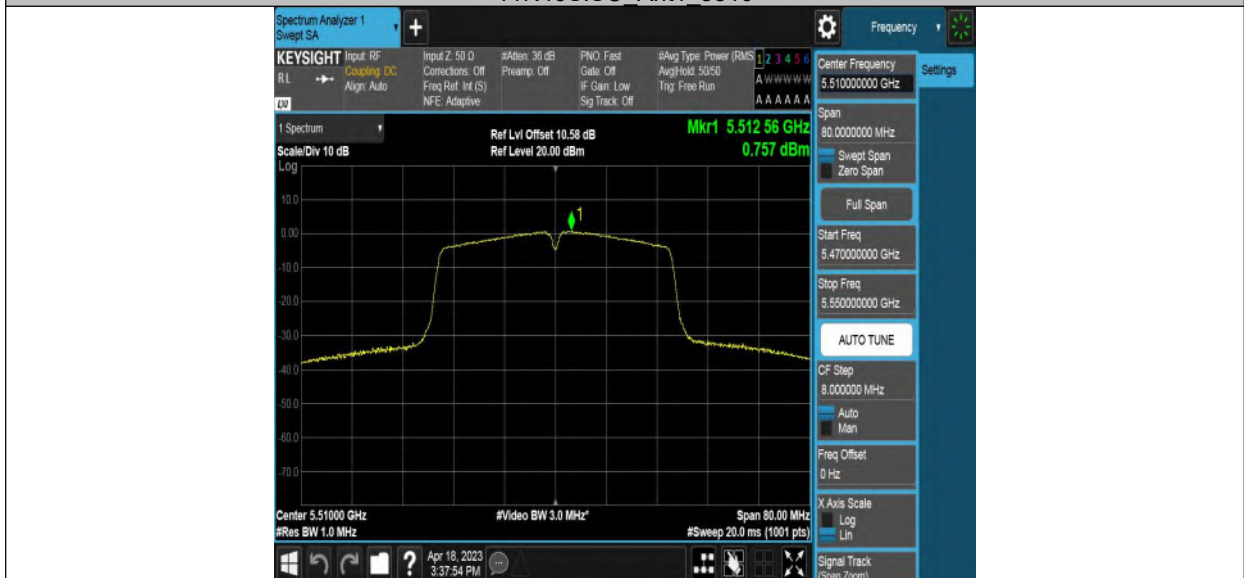 Spectrum Analyzer 1
Swept SA
+
Frequency
KEYSIGHT
RL
LXI
Input: RF
Coupling: DC
Align: Auto
Input Z: 50 Ω
Corrections: Off
Freq Ref: Int (S)
NFE: Adaptive
#Atten: 36 dB
Preamp: Off
PNO: Fast
Gate: Off
IF Gain: Low
Sig Track: Off
#Avg Type: Power (RMS
Avg|Hold: 50/50
Trig: Free Run
1 2 3 4 5 6
A W W W W W
A A A A A A
1 Spectrum
Scale/Div 10 dB
Log
Ref Lvl Offset 10.58 dB
Ref Level 20.00 dBm
Mkr1 5.512 56 GHz
0.757 dBm
10.0
0.00
-10.0
-20.0
-30.0
-40.0
-50.0
-60.0
-70.0
1
Center 5.51000 GHz
#Res BW 1.0 MHz
#Video BW 3.0 MHz*
Span 80.00 MHz
#Sweep 20.0 ms (1001 pts)
Apr 18, 2023
3:37:54 PM
Center Frequency
5.510000000 GHz
Settings
Span
80.0000000 MHz
Swept Span
Zero Span
Full Span
Start Freq
5.470000000 GHz
Stop Freq
5.550000000 GHz
AUTO TUNE
CF Step
8.000000 MHz
Auto
Man
Freq Offset
0 Hz
X Axis Scale
Log
Lin
Signal Track
(Span Zoom)